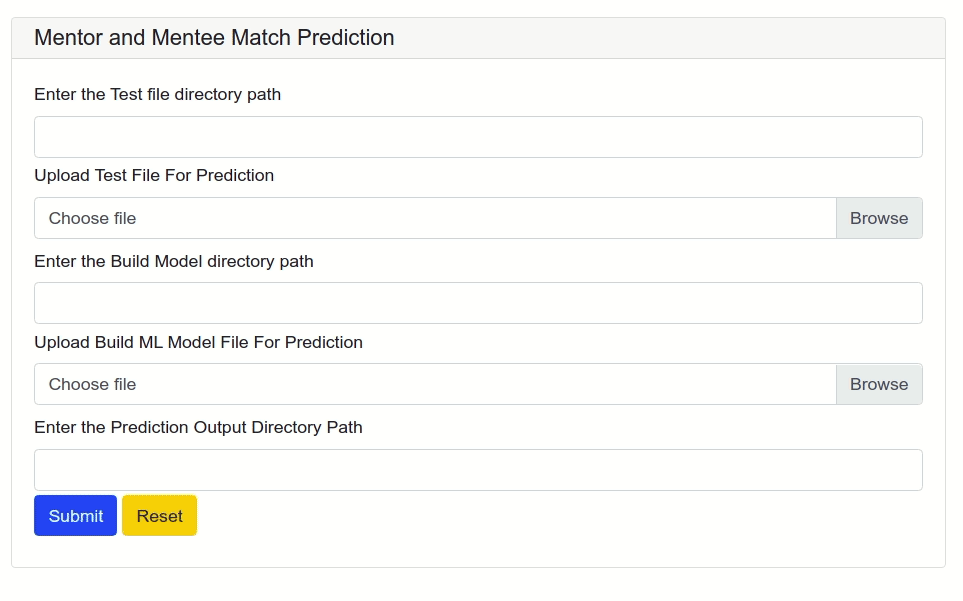 Mentor and Mentee Match Prediction
Enter the Test file directory path
Upload Test File For Prediction
Choose file Browse
Enter the Build Model directory path
Upload Build ML Model File For Prediction
Choose file Browse
Enter the Prediction Output Directory Path
Submit Reset